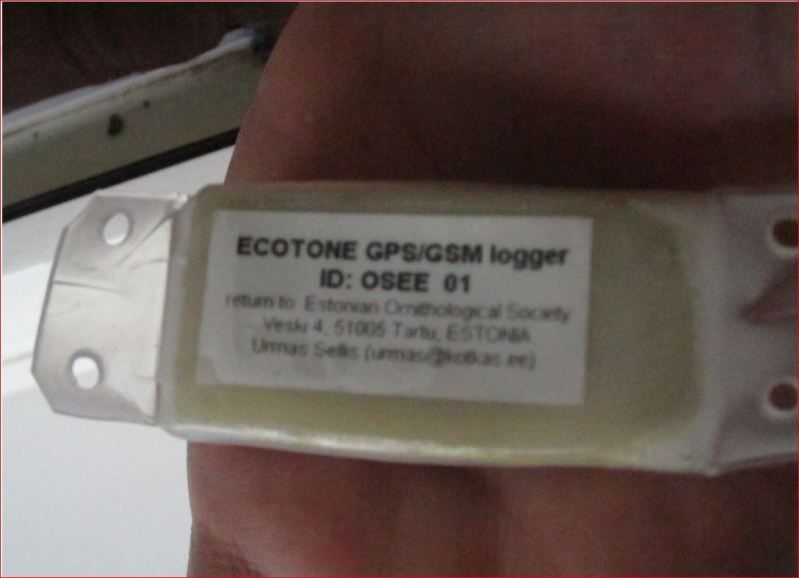 ECOTONE GPS/GSM logger
ID: OSEE 01
return to: Estonian Ornithological Society
Veski 4, 51005 Tartu, ESTONIA
Urmas Sellis (urmas@kotkas.ee)